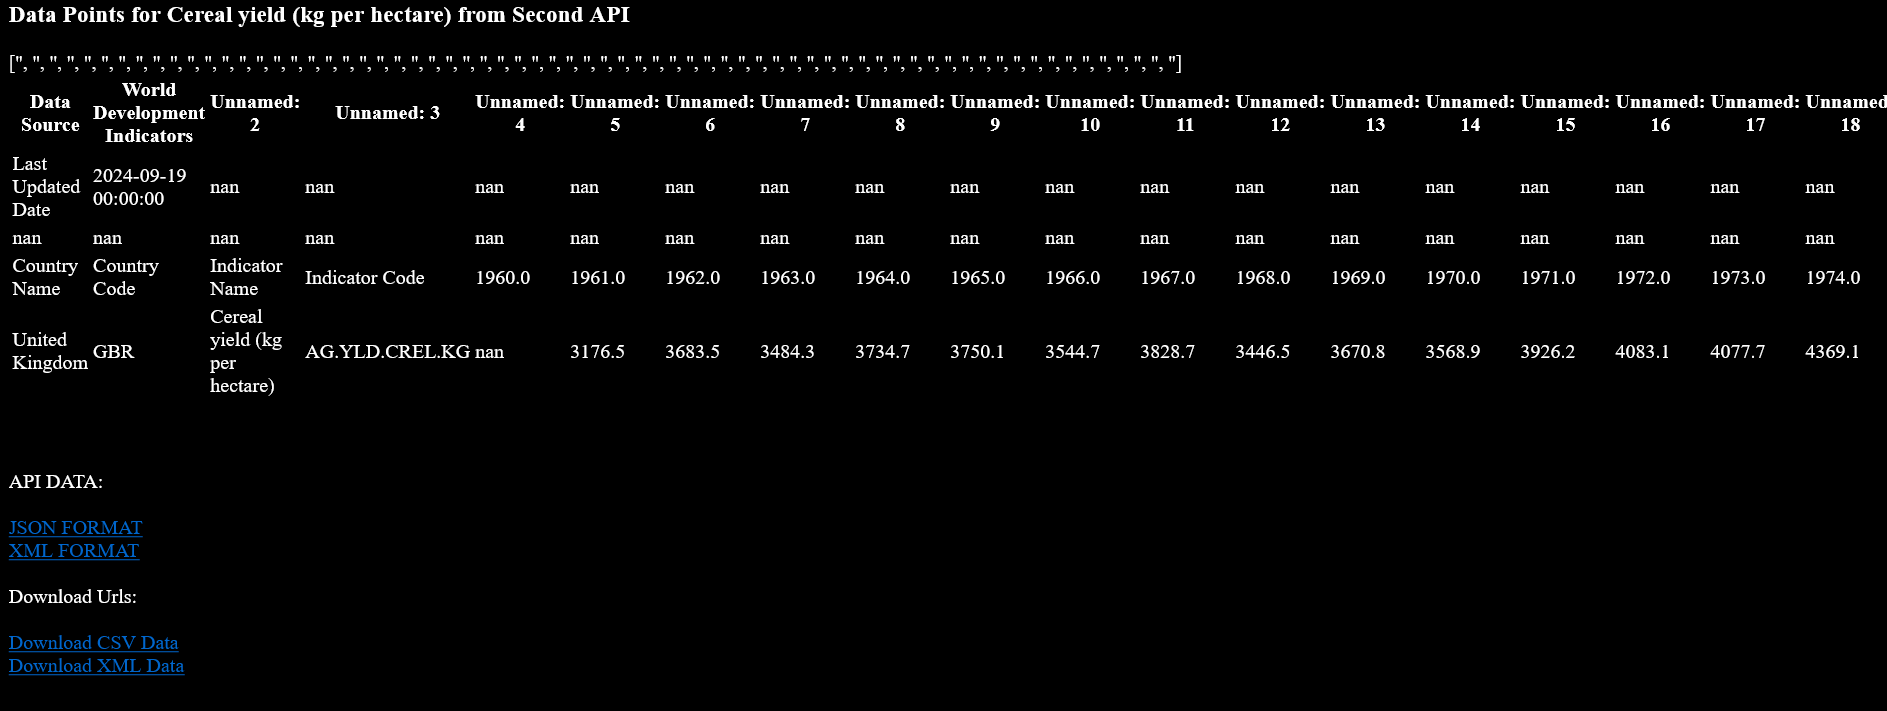 Data Points for Cereal yield (kg per hectare) from Second API
['', '', '', '', '', '', '', '', '', '', '', '', '', '', '', '', '', '', '', '', '', '', '', '', '', '', '', '', '', '', '', '', '', '', '', '', '', '', '', '', '', '', '', '', '', '', '', '', '', '', '', '', '', '', '', '', '', '', '', '', '', '', '', '', '', '', '', '']
Data Source World Development Indicators Unnamed: 2 Unnamed: 3 Unnamed: 4 Unnamed: 5 Unnamed: 6 Unnamed: 7 Unnamed: 8 Unnamed: 9 Unnamed: 10 Unnamed: 11 Unnamed: 12 Unnamed: 13 Unnamed: 14 Unnamed: 15 Unnamed: 16 Unnamed: 17 Unnamed 18
Last Updated Date 2024-09-19 00:00:00 nan nan nan nan nan nan nan nan nan nan nan nan nan nan nan nan nan
nan nan nan nan nan nan nan nan nan nan nan nan nan nan nan nan nan nan nan
Country Name Country Code Indicator Name Indicator Code 1960.0 1961.0 1962.0 1963.0 1964.0 1965.0 1966.0 1967.0 1968.0 1969.0 1970.0 1971.0 1972.0 1973.0 1974.0
United Kingdom GBR Cereal yield (kg per hectare) AG.YLD.CREL.KG nan 3176.5 3683.5 3484.3 3734.7 3750.1 3544.7 3828.7 3446.5 3670.8 3568.9 3926.2 4083.1 4077.7 4369.1
API DATA:
JSON FORMAT
XML FORMAT
Download Urls:
Download CSV Data
Download XML Data